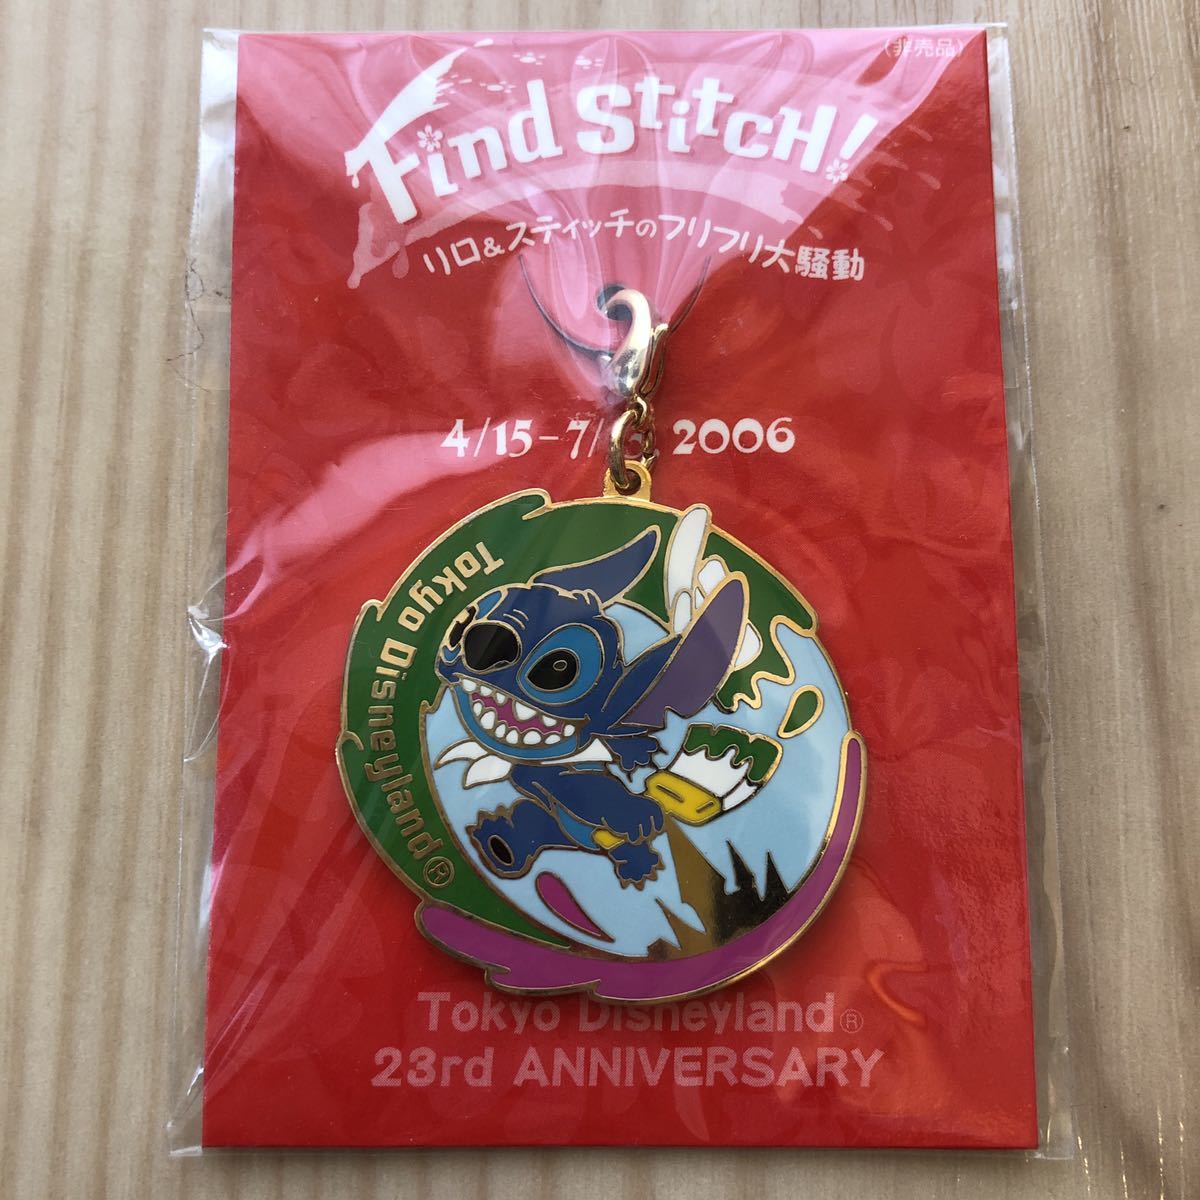 (非売品)
Find Stitch!
リロ&スティッチのフリフリ大騒動
4/15-7/ 2006
Tokyo Disneyland®
Tokyo Disneyland®
23rd ANNIVERSARY